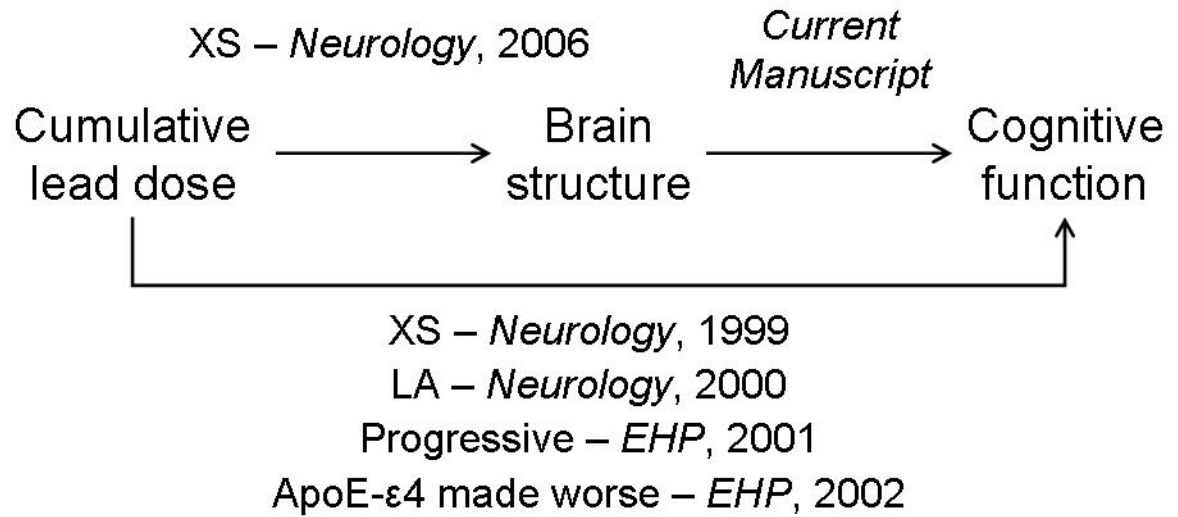 XS – Neurology, 2006
Current
Manuscript
Cumulative
lead dose
Brain
structure
Cognitive
function
XS – Neurology, 1999
LA – Neurology, 2000
Progressive – EHP, 2001
ApoE-ε4 made worse – EHP, 2002